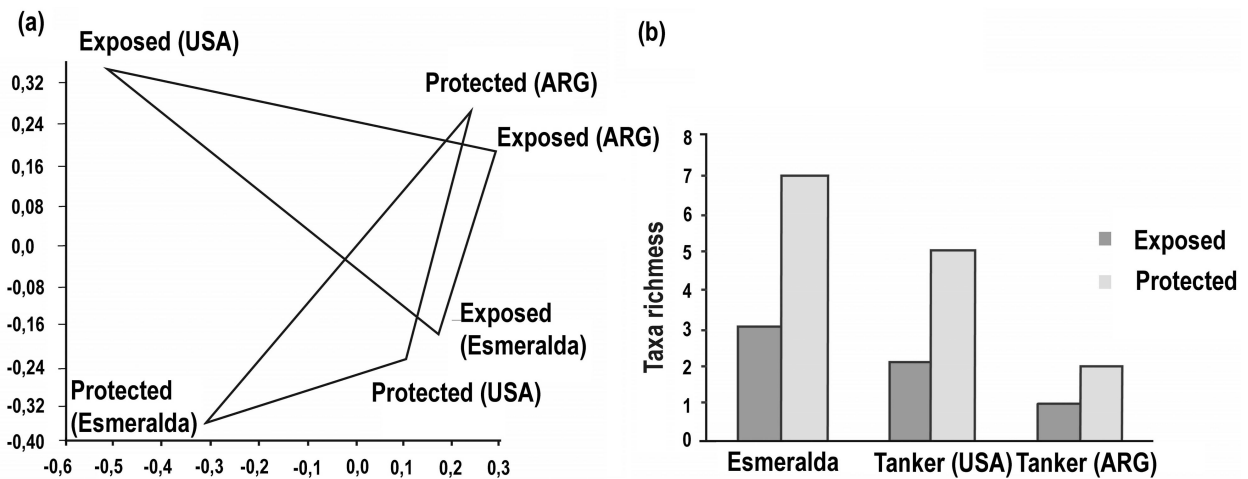 (a)
Exposed (USA)
Protected (ARG)
Exposed (ARG)
0,32
0,24
0,16
0,08
0,0
-0,08
-0,16
-0,24
-0,32
-0,40
Exposed
(Esmeralda)
Protected (USA)
Protected
(Esmeralda)
-0,6 -0,5 -0,4 -0,3 -0,2 -0,1 0,0 0,1 0,2 0,3
(b)
Taxa richmess
8
7
6
5
4
3
2
1
0
Exposed
Protected
Esmeralda Tanker (USA) Tanker (ARG)